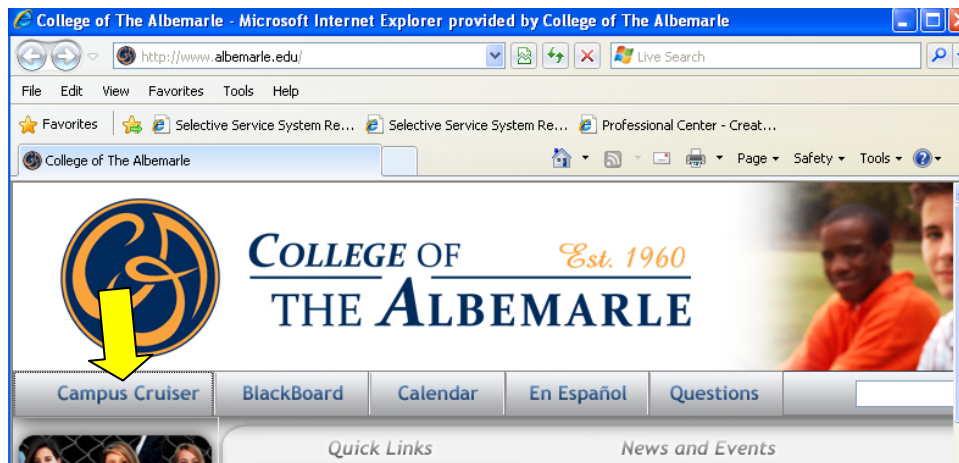 College of The Albemarle - Microsoft Internet Explorer provided by College of The Albemarle
http://www.albemarle.edu/
Live Search
File Edit View Favorites Tools Help
Favorites Selective Service System Re... Selective Service System Re... Professional Center - Creat...
College of The Albemarle Page Safety Tools
COLLEGE OF Est. 1960
THE ALBEMARLE
Campus Cruiser BlackBoard Calendar En Español Questions
Quick Links News and Events